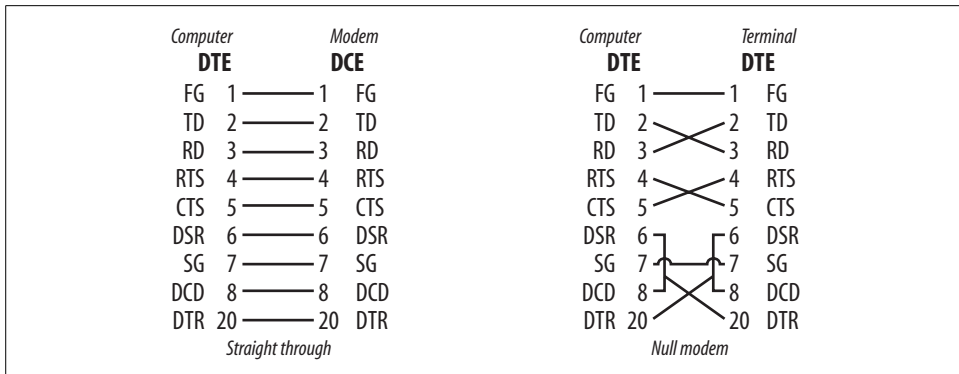 Computer Modem
DTE DCE
FG 1 1 FG
TD 2 2 TD
RD 3 3 RD
RTS 4 4 RTS
CTS 5 5 CTS
DSR 6 6 DSR
SG 7 7 SG
DCD 8 8 DCD
DTR 20 20 DTR
Straight through
Computer Terminal
DTE DTE
FG 1 1 FG
TD 2 2 TD
RD 3 3 RD
RTS 4 4 RTS
CTS 5 5 CTS
DSR 6 6 DSR
SG 7 7 SG
DCD 8 8 DCD
DTR 20 20 DTR
Null modem